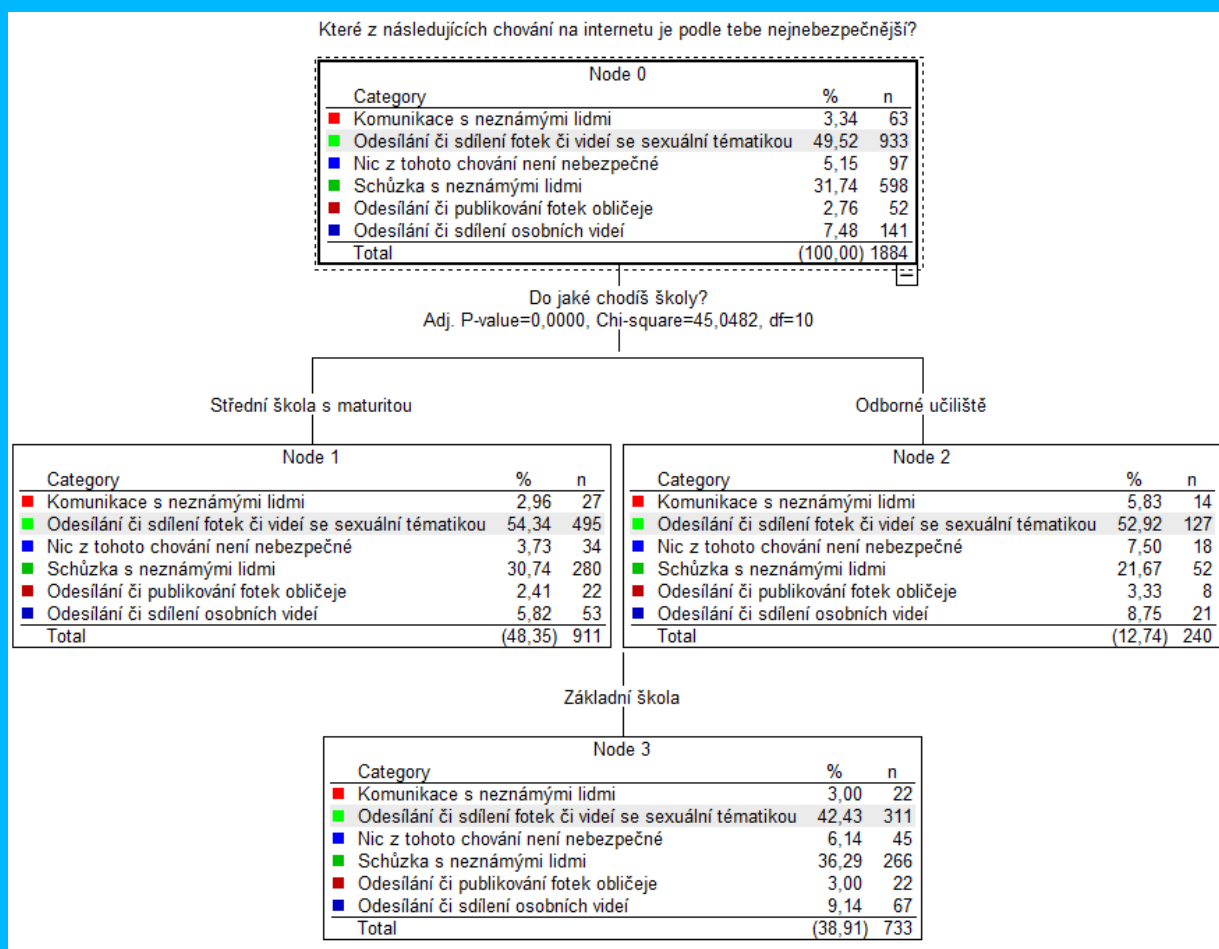 Které z následujících chování na internetu je podle tebe nejnebezpečnější?
Node 0
Category % n
Komunikace s neznámými lidmi 3,34 63
Odesílání či sdílení fotek či videí se sexuální tématikou 49,52 933
Nic z tohoto chování není nebezpečné 5,15 97
Schůzka s neznámými lidmi 31,74 598
Odesílání či publikování fotek obličeje 2,76 52
Odesílání či sdílení osobních videí 7,48 141
Total (100,00) 1884
Do jaké chodíš školy?
Adj. P-value=0,0000, Chi-square=45,0482, df=10
Střední škola s maturitou
Node 1
Category % n
Komunikace s neznámými lidmi 2,96 27
Odesílání či sdílení fotek či videí se sexuální tématikou 54,34 495
Nic z tohoto chování není nebezpečné 3,73 34
Schůzka s neznámými lidmi 30,74 280
Odesílání či publikování fotek obličeje 2,41 22
Odesílání či sdílení osobních videí 5,82 53
Total (48,35) 911
Odborné učiliště
Node 2
Category % n
Komunikace s neznámými lidmi 5,83 14
Odesílání či sdílení fotek či videí se sexuální tématikou 52,92 127
Nic z tohoto chování není nebezpečné 7,50 18
Schůzka s neznámými lidmi 21,67 52
Odesílání či publikování fotek obličeje 3,33 8
Odesílání či sdílení osobních videí 8,75 21
Total (12,74) 240
Základní škola
Node 3
Category % n
Komunikace s neznámými lidmi 3,00 22
Odesílání či sdílení fotek či videí se sexuální tématikou 42,43 311
Nic z tohoto chování není nebezpečné 6,14 45
Schůzka s neznámými lidmi 36,29 266
Odesílání či publikování fotek obličeje 3,00 22
Odesílání či sdílení osobních videí 9,14 67
Total (38,91) 733